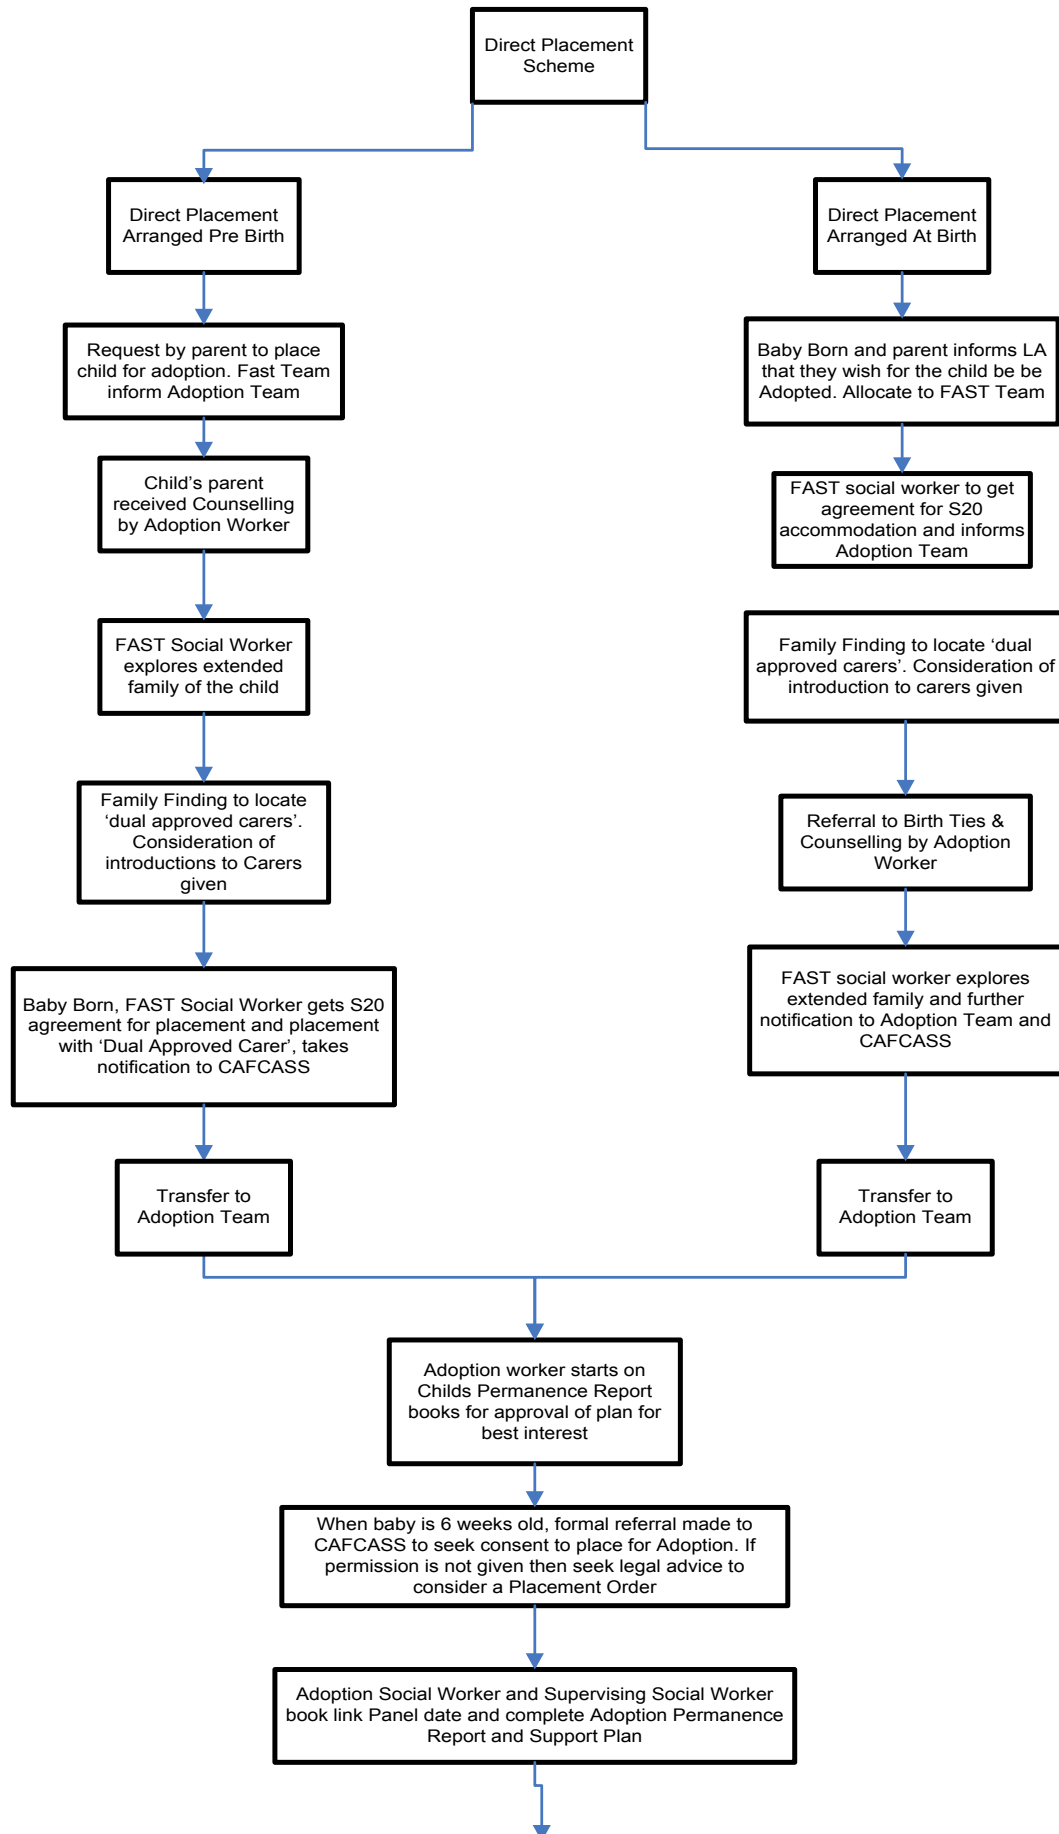 Direct Placement
Scheme
Direct Placement
Arranged Pre Birth
Request by parent to place
child for adoption. Fast Team
inform Adoption Team
Child's parent
received Counselling
by Adoption Worker
FAST Social Worker
explores extended
family of the child
Family Finding to locate
'dual approved carers'.
Consideration of
introductions to Carers
given
Baby Born, FAST Social Worker gets S20
agreement for placement and placement
with 'Dual Approved Carer', takes
notification to CAFCASS
Transfer to
Adoption Team
Direct Placement
Arranged At Birth
Baby Born and parent informs LA
that they wish for the child be be
Adopted. Allocate to FAST Team
FAST social worker to get
agreement for S20
accommodation and informs
Adoption Team
Family Finding to locate 'dual
approved carers'. Consideration of
introduction to carers given
Referral to Birth Ties &
Counselling by Adoption
Worker
FAST social worker explores
extended family and further
notification to Adoption Team and
CAFCASS
Transfer to
Adoption Team
Adoption worker starts on
Childs Permanence Report
books for approval of plan for
best interest
When baby is 6 weeks old, formal referral made to
CAFCASS to seek consent to place for Adoption. If
permission is not given then seek legal advice to
consider a Placement Order
Adoption Social Worker and Supervising Social Worker
book link Panel date and complete Adoption Permanence
Report and Support Plan